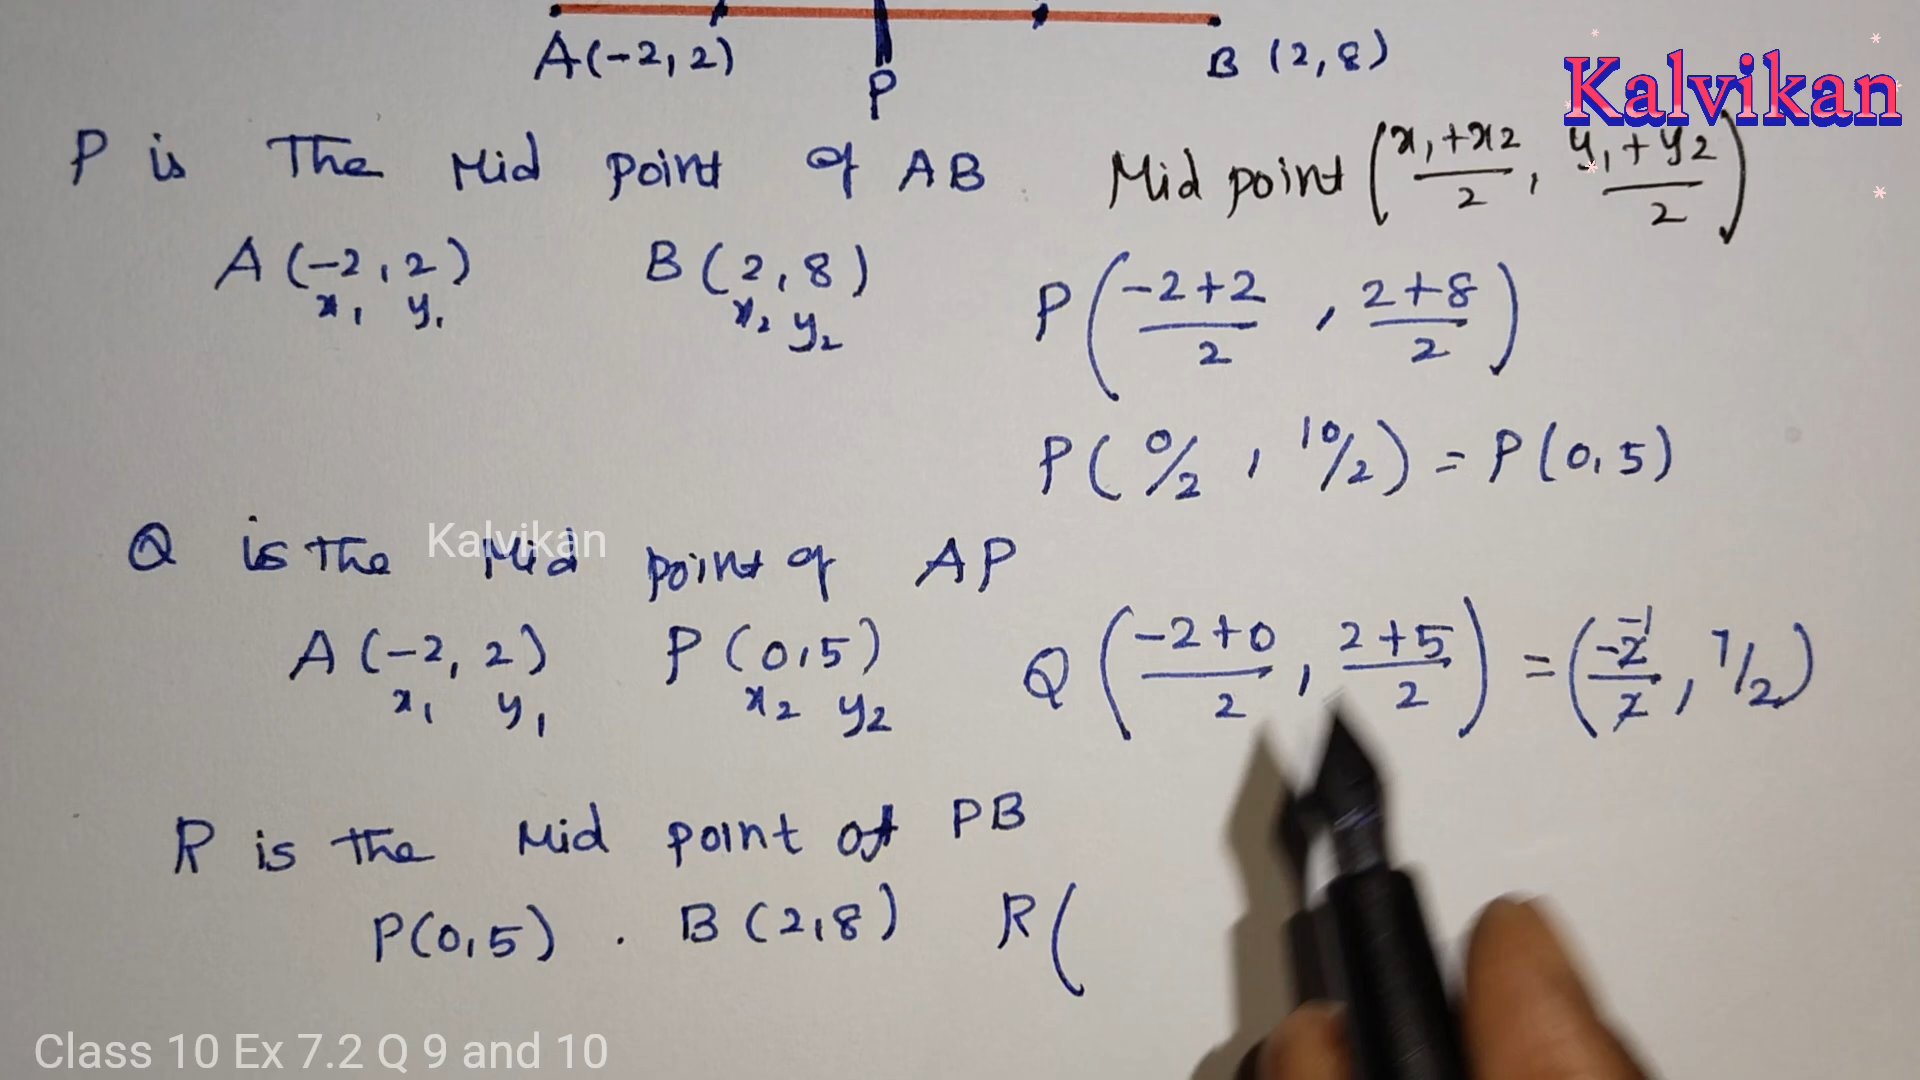 A(-2,2) P B (2,8)
Kalvikan
P is The Mid point of AB Mid point (x₁+x₂/2, y₁+y₂/2)
A (-2,2) B (2,8) P(-2+2/2, 2+8/2)
x₁ y₁ x₂ y₂
P(0/2, 10/2) = P(0,5)
Q is The Mid point of AP
Kalvikan
A (-2,2) P (0,5) Q (-2+0/2, 2+5/2) = (-2/2, 7/2)
-1
x₁ y₁ x₂ y₂
R is the Mid point of PB
P(0,5) . B (2,8) R(
Class 10 Ex 7.2 Q 9 and 10